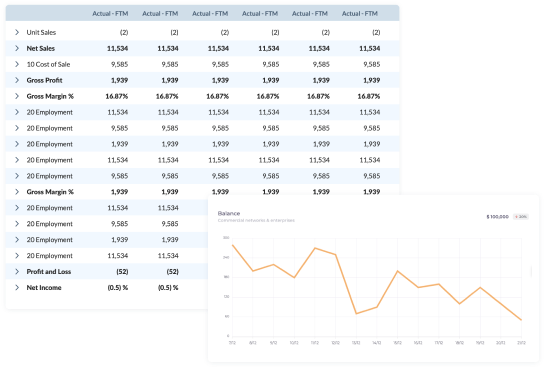 Actual - FTM Actual - FTM Actual - FTM Actual - FTM Actual - FTM Actual - FTM
Unit Sales (2) (2) (2) (2) (2) (2)
Net Sales 11,534 11,534 11,534 11,534 11,534 11,534
10 Cost of Sale 9,585 9,585 9,585 9,585 9,585 9,585
Gross Profit 1,939 1,939 1,939 1,939 1,939 1,939
Gross Margin % 16.87% 16.87% 16.87% 16.87% 16.87% 16.87%
20 Employment 11,534 11,534 11,534 11,534 11,534 11,534
20 Employment 9,585 9,585 9,585 9,585 9,585 9,585
20 Employment 1,939 1,939 1,939 1,939 1,939 1,939
20 Employment 11,534 11,534 11,534 11,534 11,534 11,534
20 Employment 9,585 9,585 9,585 9,585 9,585 9,585
Gross Margin % 1,939 1,939 1,939 1,939 1,939 1,939
20 Employment 11,534 11,534
20 Employment 9,585 9,585
20 Employment 1,939 1,939
20 Employment 11,534 11,534
Profit and Loss (52) (52)
Net Income (0.5) % (0.5) %
Balance
$ 100,000